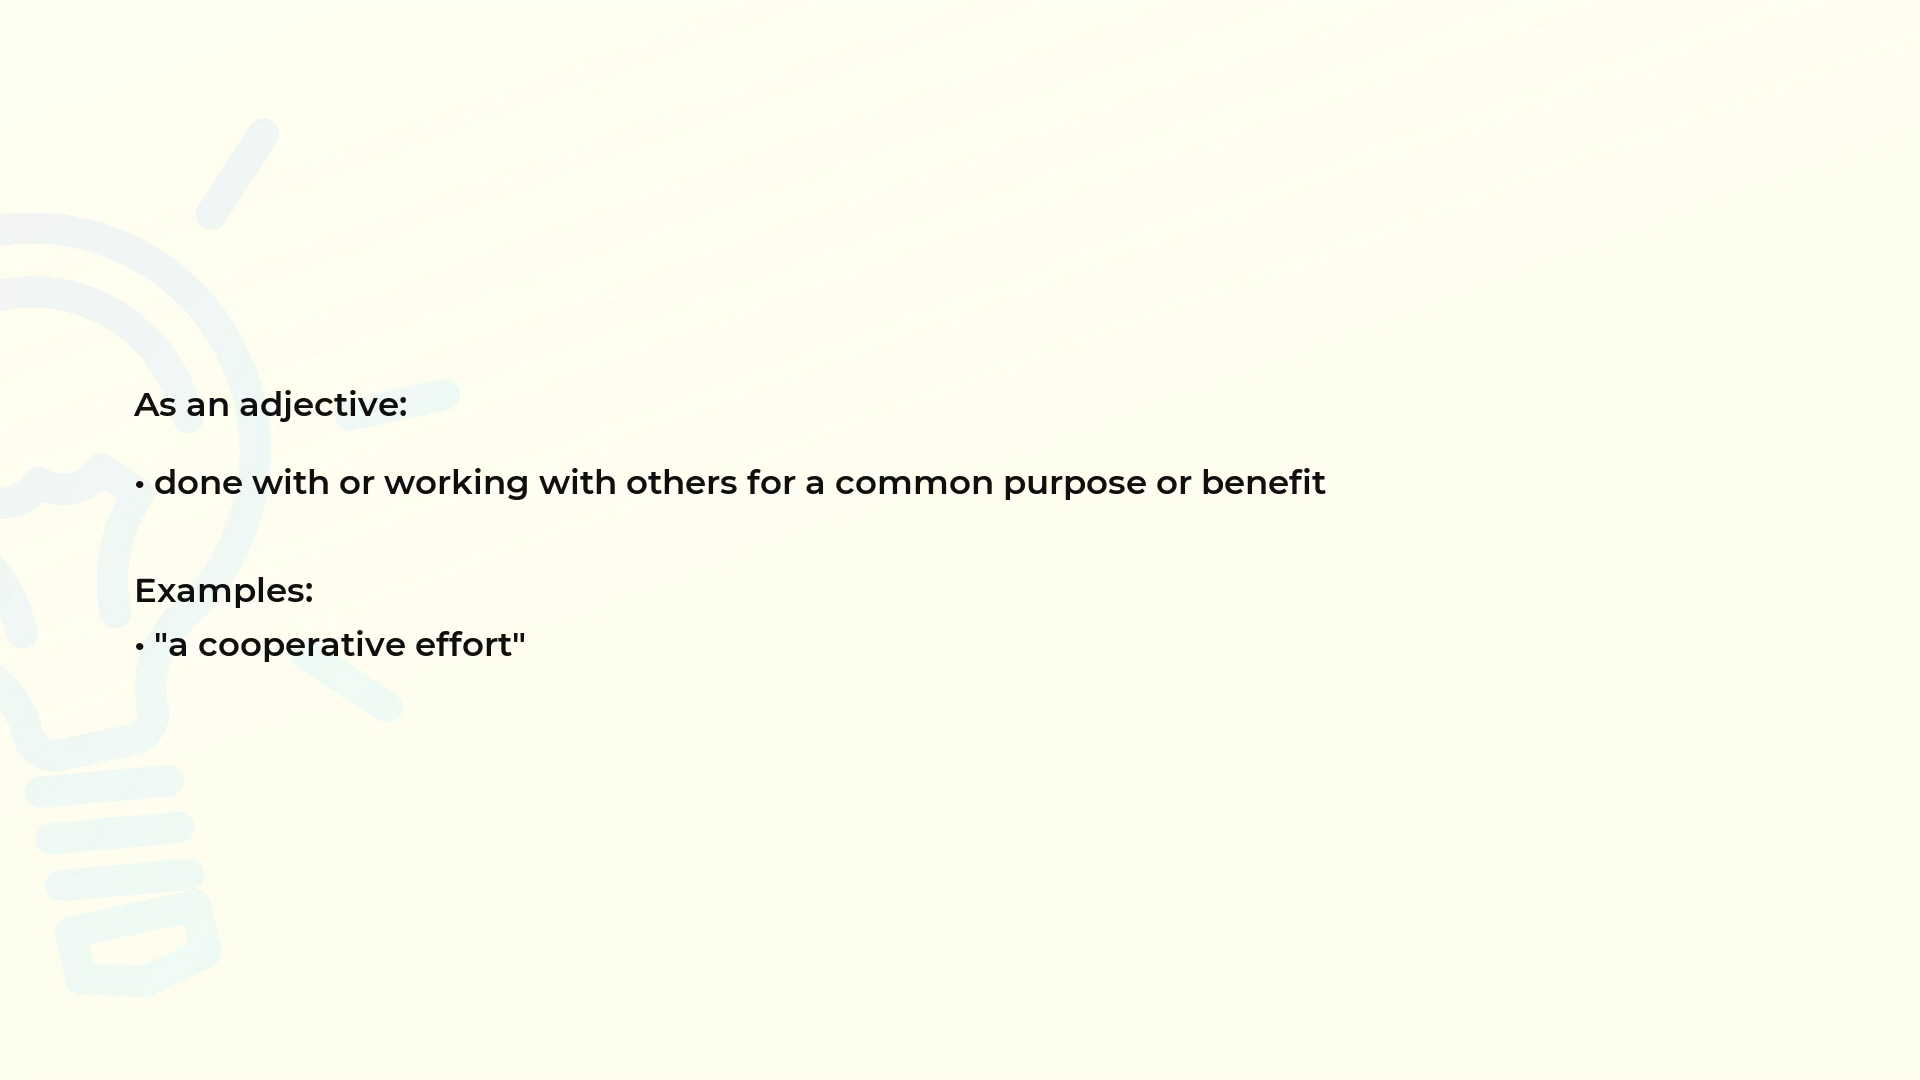 As an adjective:
• done with or working with others for a common purpose or benefit
Examples:
• "a cooperative effort"